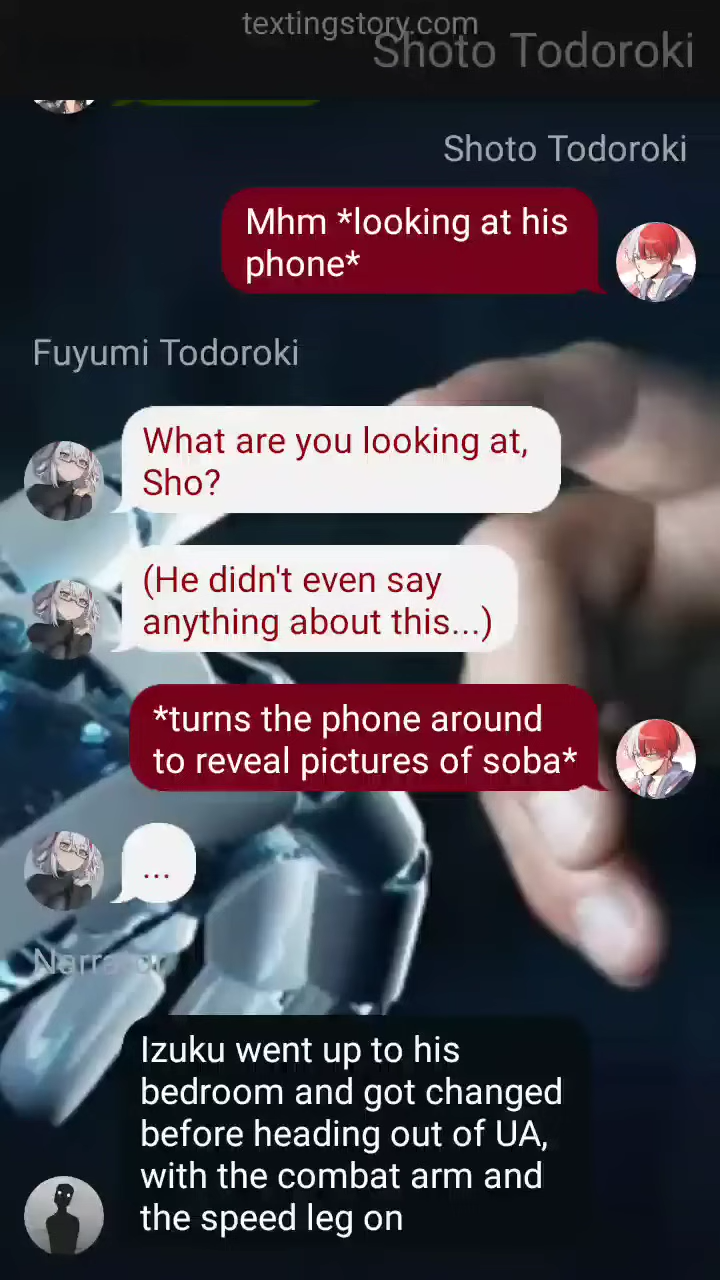 textingstory.com
Shoto Todoroki
Shoto Todoroki
Mhm *looking at his
phone*
Fuyumi Todoroki
What are you looking at,
Sho?
(He didn't even say
anything about this...)
*turns the phone around
to reveal pictures of soba*
...
Narrator
Izuku went up to his
bedroom and got changed
before heading out of UA,
with the combat arm and
the speed leg on